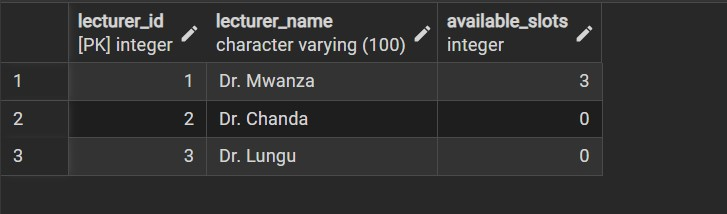 lecturer_id lecturer_name available_slots
[PK] integer character varying (100) integer
1 1 Dr. Mwanza 3
2 2 Dr. Chanda 0
3 3 Dr. Lungu 0